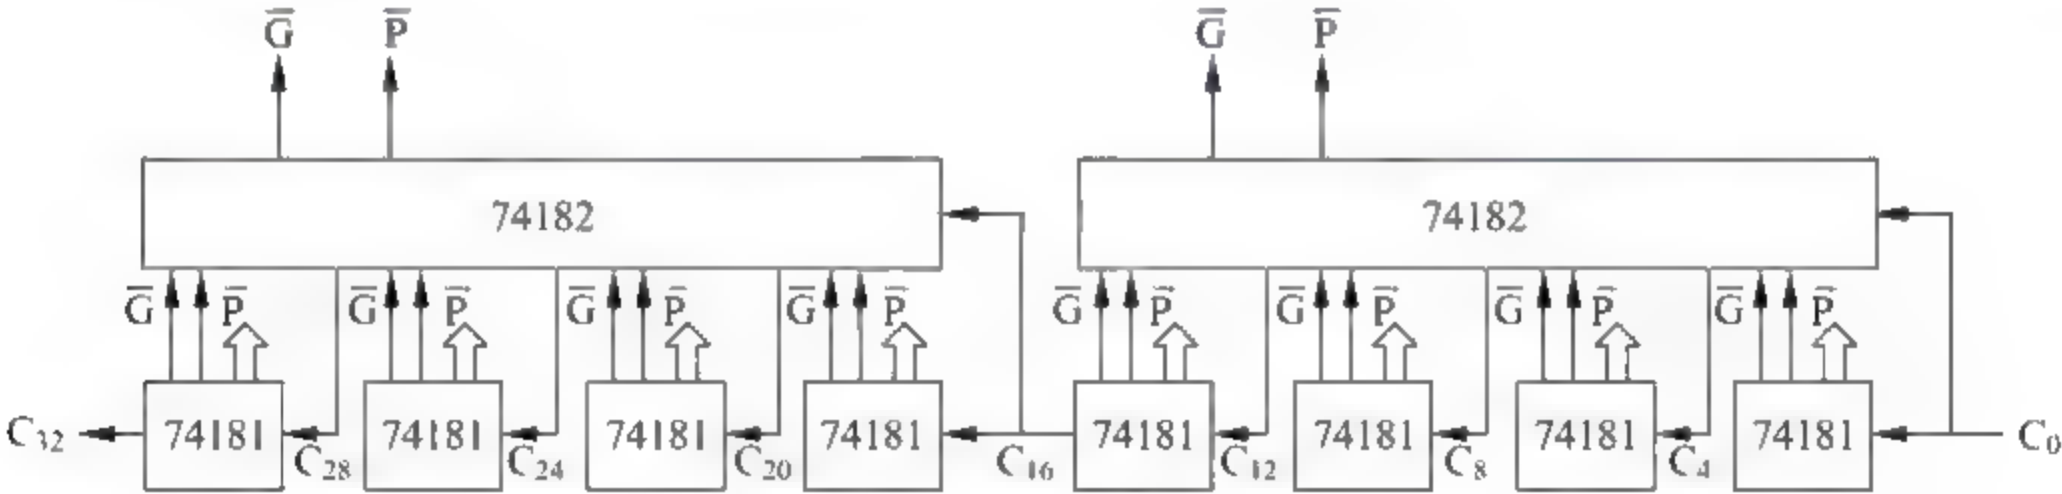 G̅ P̅ G̅ P̅
74182 74182
G̅ P̅ G̅ P̅ G̅ P̅ G̅ P̅ G̅ P̅ G̅ P̅ G̅ P̅ G̅ P̅
C₃₂ 74181 C₂₈ 74181 C₂₄ 74181 C₂₀ 74181 C₁₆ 74181 C₁₂ 74181 C₈ 74181 C₄ 74181 C₀